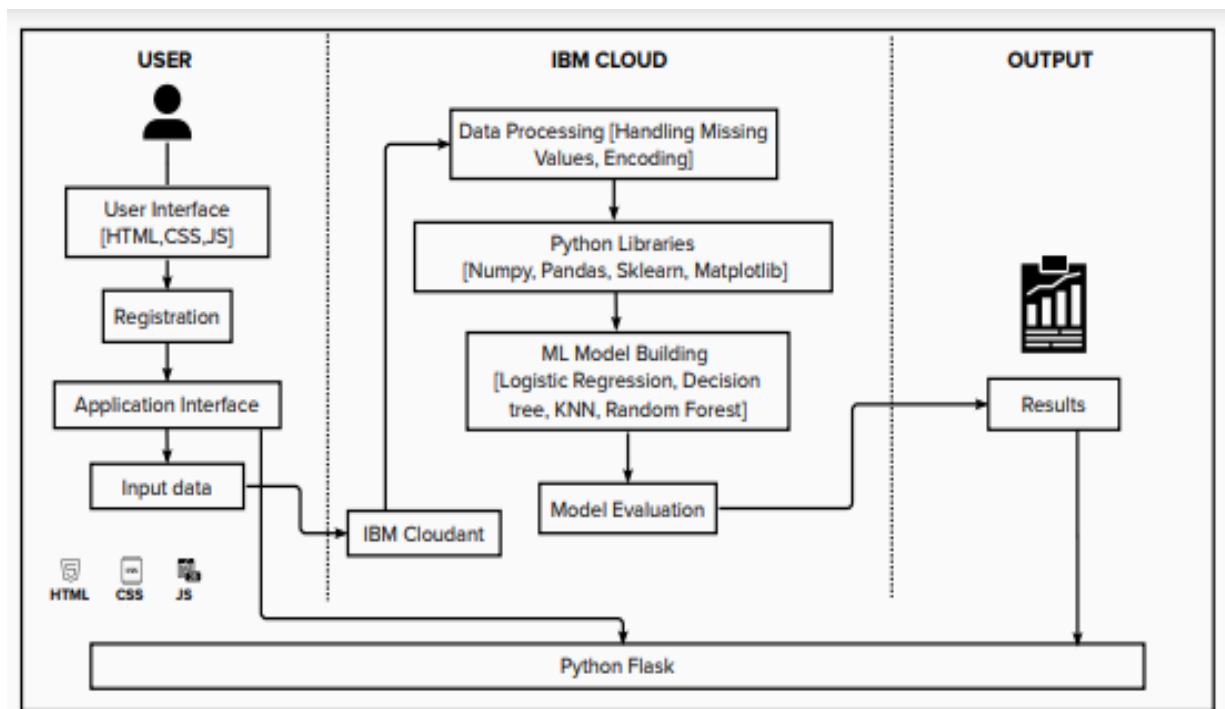 USER
User Interface
[HTML,CSS,JS]
Registration
Application Interface
Input data
HTML
CSS
JS
IBM CLOUD
Data Processing [Handling Missing
Values, Encoding]
Python Libraries
[Numpy, Pandas, Sklearn, Matplotlib]
ML Model Building
[Logistic Regression, Decision
tree, KNN, Random Forest]
Model Evaluation
IBM Cloudant
OUTPUT
Results
Python Flask